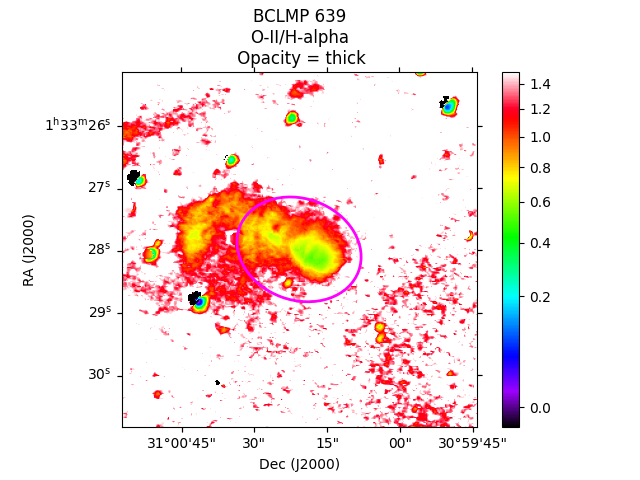 BCLMP 639
O-II/H-alpha
Opacity = thick
1ʰ33ᵐ26ˢ
27ˢ
28ˢ
29ˢ
30ˢ
RA (J2000)
31°00'45"
30"
15"
00"
30°59'45"
Dec (J2000)
1.4
1.2
1.0
0.8
0.6
0.4
0.2
0.0